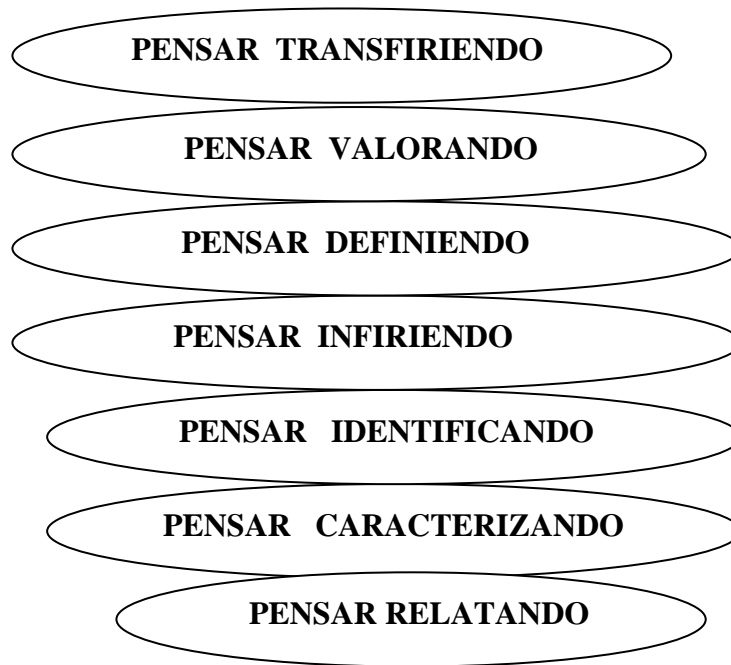 PENSAR TRANSFIRIENDO
PENSAR VALORANDO
PENSAR DEFINIENDO
PENSAR INFIRIENDO
PENSAR IDENTIFICANDO
PENSAR CARACTERIZANDO
PENSAR RELATANDO